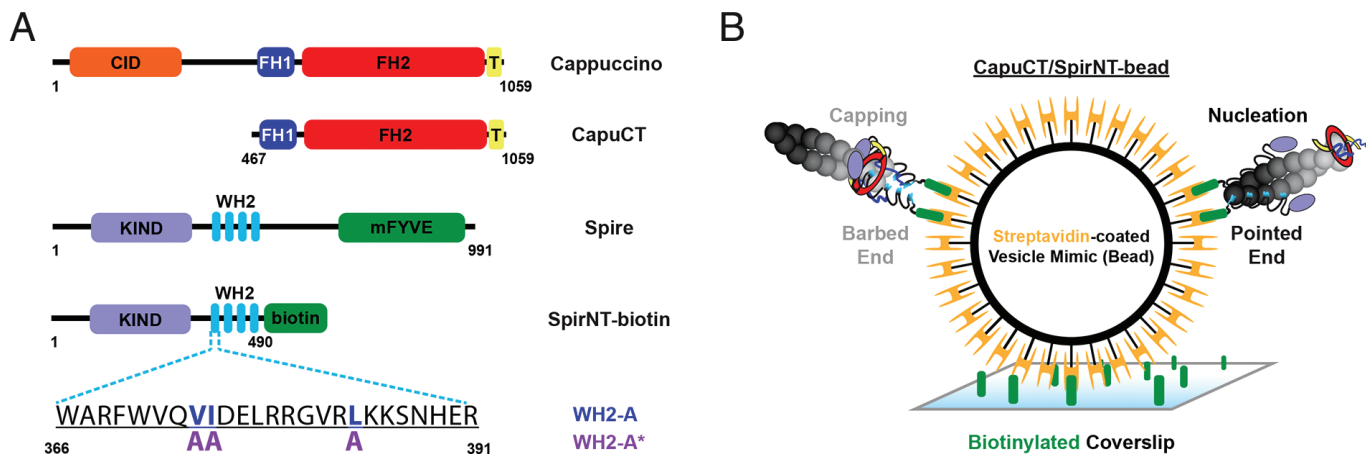 A
CID
FH1
FH2
T
Cappuccino
1
1059
FH1
FH2
T
CapuCT
467
1059
WH2
KIND
mFYVE
Spire
1
991
WH2
KIND
biotin
SpirNT-biotin
1
490
WARFWVQVIDELRRGVRLKKSNHER
WH2-A
366
AA
A
391
WH2-A*
B
CapuCT/SpirNT-bead
Capping
Nucleation
Barbed
End
Streptavidin-coated
Vesicle Mimic (Bead)
Pointed
End
Biotinylated Coverslip